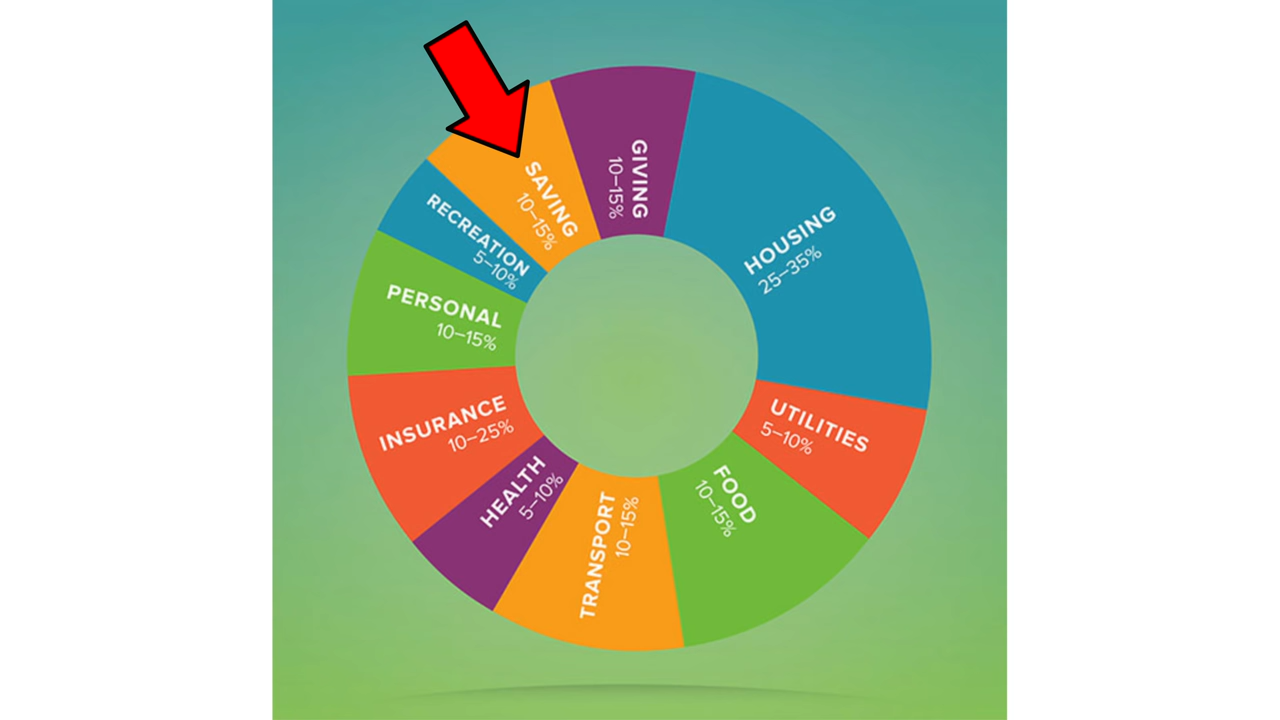 GIVING
10–15%
HOUSING
25–35%
UTILITIES
5–10%
FOOD
10–15%
TRANSPORT
10–15%
HEALTH
5–10%
INSURANCE
10–25%
PERSONAL
10–15%
RECREATION
5–10%
SAVING
10–15%